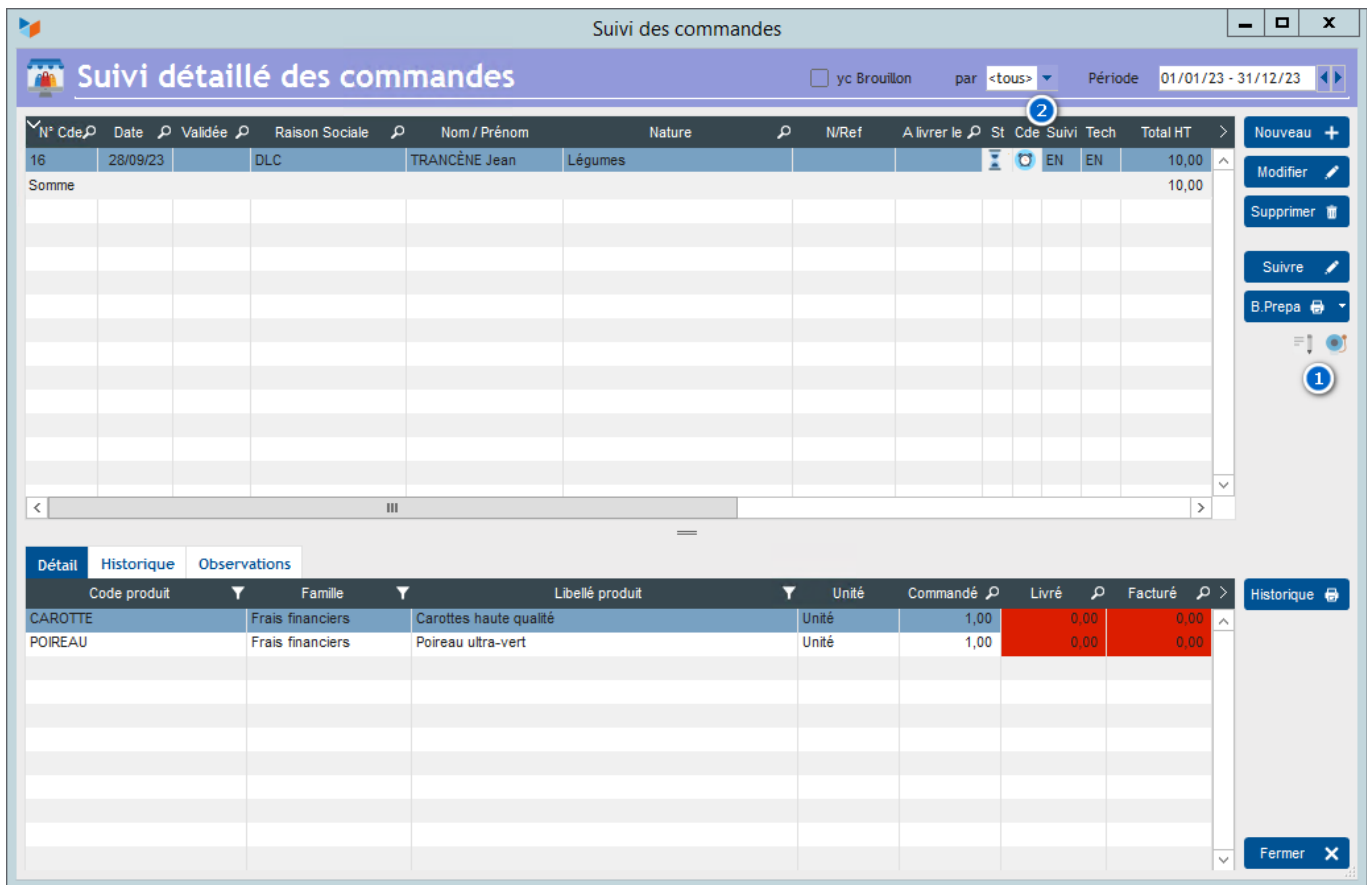 Suivi des commandes
Suivi détaillé des commandes
yc Brouillon par <tous> Période 01/01/23 - 31/12/23
2
N° Cde Date Validée Raison Sociale Nom / Prénom Nature N/Ref A livrer le St Cde Suivi Tech Total HT
16 28/09/23 DLC TRANCÈNE Jean Légumes EN EN 10,00
Somme 10,00
Nouveau
Modifier
Supprimer
Suivre
B.Prepa
1
Détail Historique Observations
Code produit Famille Libellé produit Unité Commandé Livré Facturé
CAROTTE Frais financiers Carottes haute qualité Unité 1,00 0,00 0,00
POIREAU Frais financiers Poireau ultra-vert Unité 1,00 0,00 0,00
Historique
Fermer